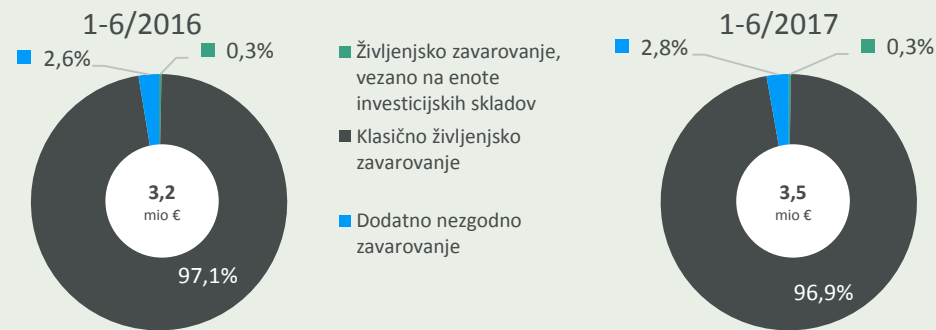 1-6/2016
2,6%
0,3%
3,2
mio €
97,1%
Življenjsko zavarovanje,
vezano na enote
investicijskih skladov
Klasično življenjsko
zavarovanje
Dodatno nezgodno
zavarovanje
1-6/2017
2,8%
0,3%
3,5
mio €
96,9%